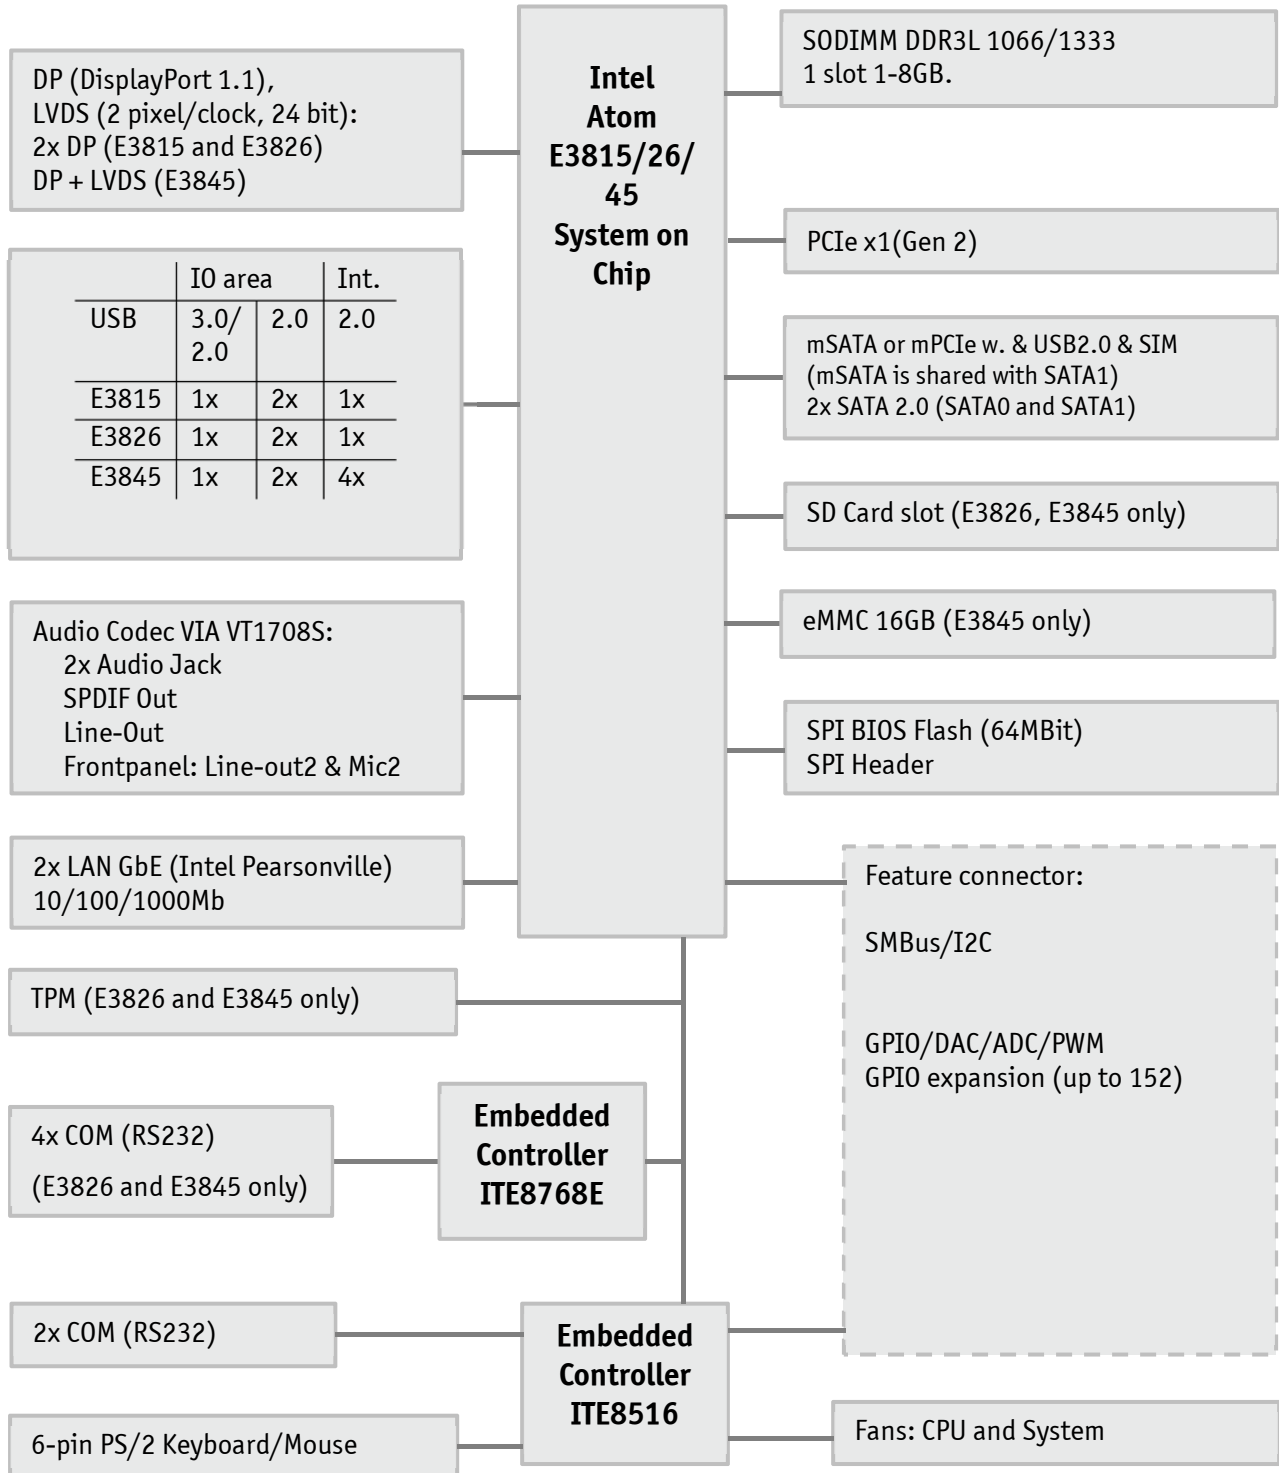 DP (DisplayPort 1.1),
LVDS (2 pixel/clock, 24 bit):
2x DP (E3815 and E3826)
DP + LVDS (E3845)
IO area Int.
USB 3.0/ 2.0 2.0
2.0
E3815 1x 2x 1x
E3826 1x 2x 1x
E3845 1x 2x 4x
Audio Codec VIA VT1708S:
2x Audio Jack
SPDIF Out
Line-Out
Frontpanel: Line-out2 & Mic2
2x LAN GbE (Intel Pearsonville)
10/100/1000Mb
TPM (E3826 and E3845 only)
4x COM (RS232)
(E3826 and E3845 only)
2x COM (RS232)
6-pin PS/2 Keyboard/Mouse
Intel
Atom
E3815/26/
45
System on
Chip
Embedded
Controller
ITE8768E
Embedded
Controller
ITE8516
SODIMM DDR3L 1066/1333
1 slot 1-8GB.
PCIe x1(Gen 2)
mSATA or mPCIe w. & USB2.0 & SIM
(mSATA is shared with SATA1)
2x SATA 2.0 (SATA0 and SATA1)
SD Card slot (E3826, E3845 only)
eMMC 16GB (E3845 only)
SPI BIOS Flash (64MBit)
SPI Header
Feature connector:
SMBus/I2C
GPIO/DAC/ADC/PWM
GPIO expansion (up to 152)
Fans: CPU and System